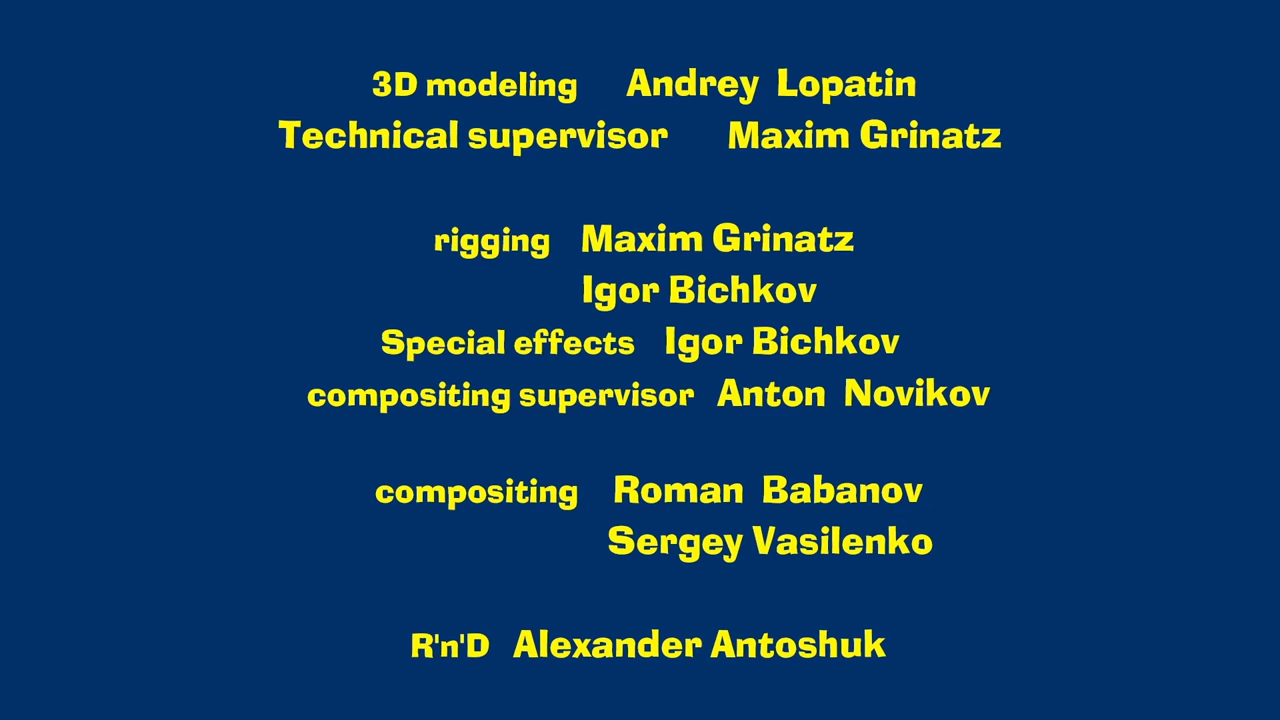 3D modeling Andrey Lopatin
Technical supervisor Maxim Grinatz
rigging Maxim Grinatz
Igor Bichkov
Special effects Igor Bichkov
compositing supervisor Anton Novikov
compositing Roman Babanov
Sergey Vasilenko
R'n'D Alexander Antoshuk